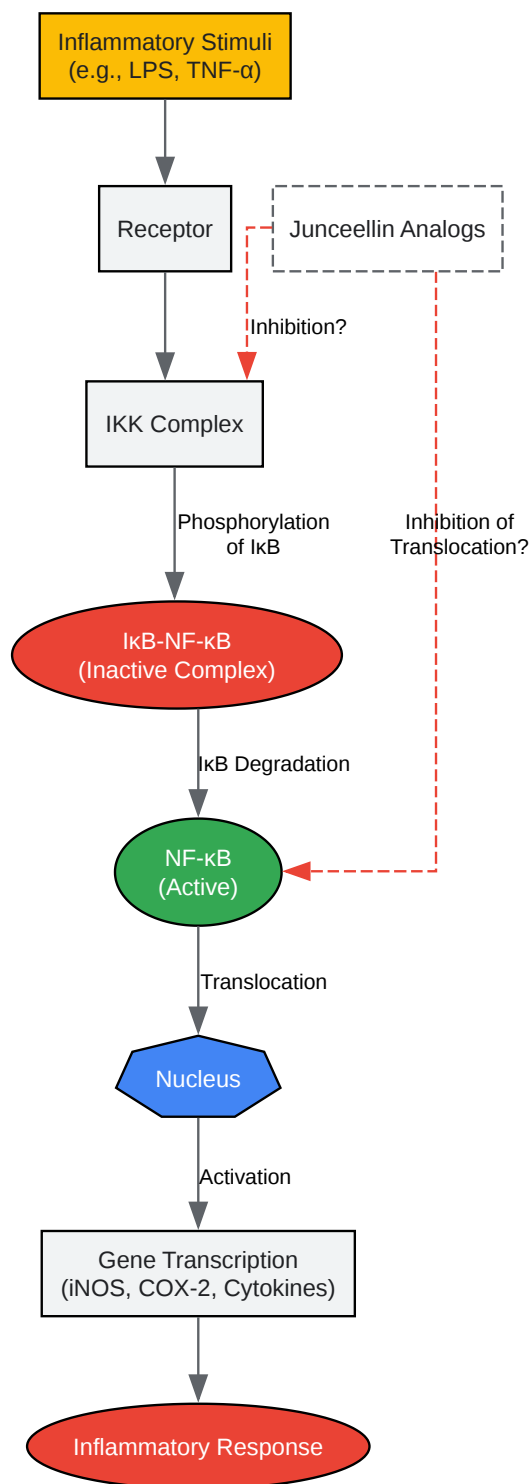 Inflammatory Stimuli
(e.g., LPS, TNF-α)
Receptor
Junceellin Analogs
Inhibition?
IKK Complex
Phosphorylation
of IκB
Inhibition of
Translocation?
IκB-NF-κB
(Inactive Complex)
IκB Degradation
NF-κB
(Active)
Translocation
Nucleus
Activation
Gene Transcription
(iNOS, COX-2, Cytokines)
Inflammatory Response